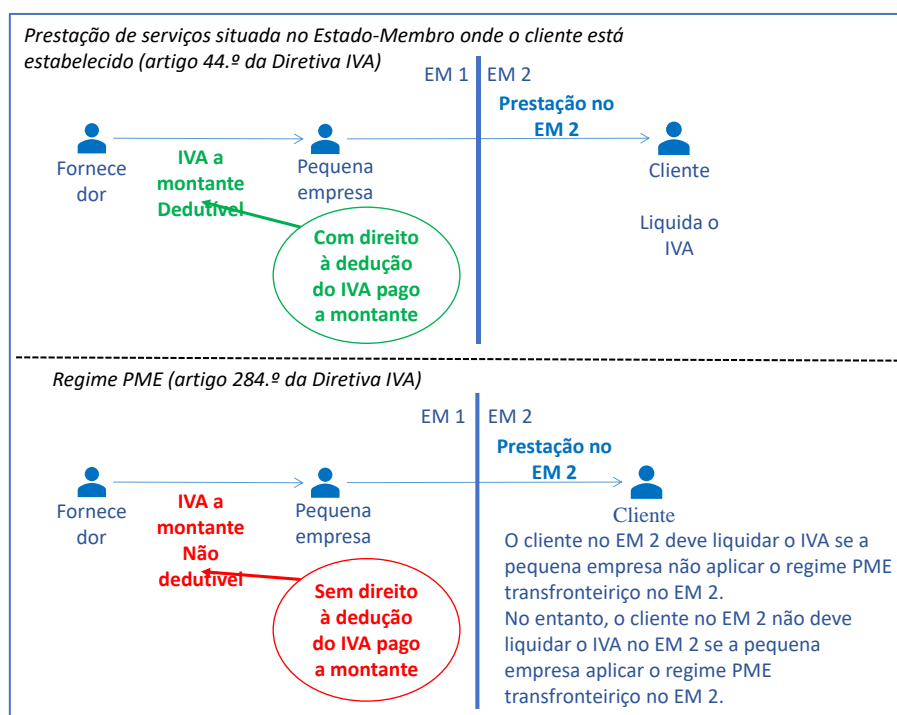 Prestação de serviços situada no Estado-Membro onde o cliente está
estabelecido (artigo 44.º da Diretiva IVA)
EM 1
EM 2
Prestação no
EM 2
Fornece
dor
IVA a
montante
Dedutível
Pequena
empresa
Cliente
Liquida o
IVA
Com direito
à dedução
do IVA pago
a montante
Regime PME (artigo 284.º da Diretiva IVA)
EM 1
EM 2
Prestação no
EM 2
Fornece
dor
IVA a
montante
Não
dedutível
Pequena
empresa
Cliente
O cliente no EM 2 deve liquidar o IVA se a
pequena empresa não aplicar o regime PME
transfronteiriço no EM 2.
No entanto, o cliente no EM 2 não deve
liquidar o IVA no EM 2 se a pequena
empresa aplicar o regime PME
transfronteiriço no EM 2.
Sem direito
à dedução
do IVA pago
a montante